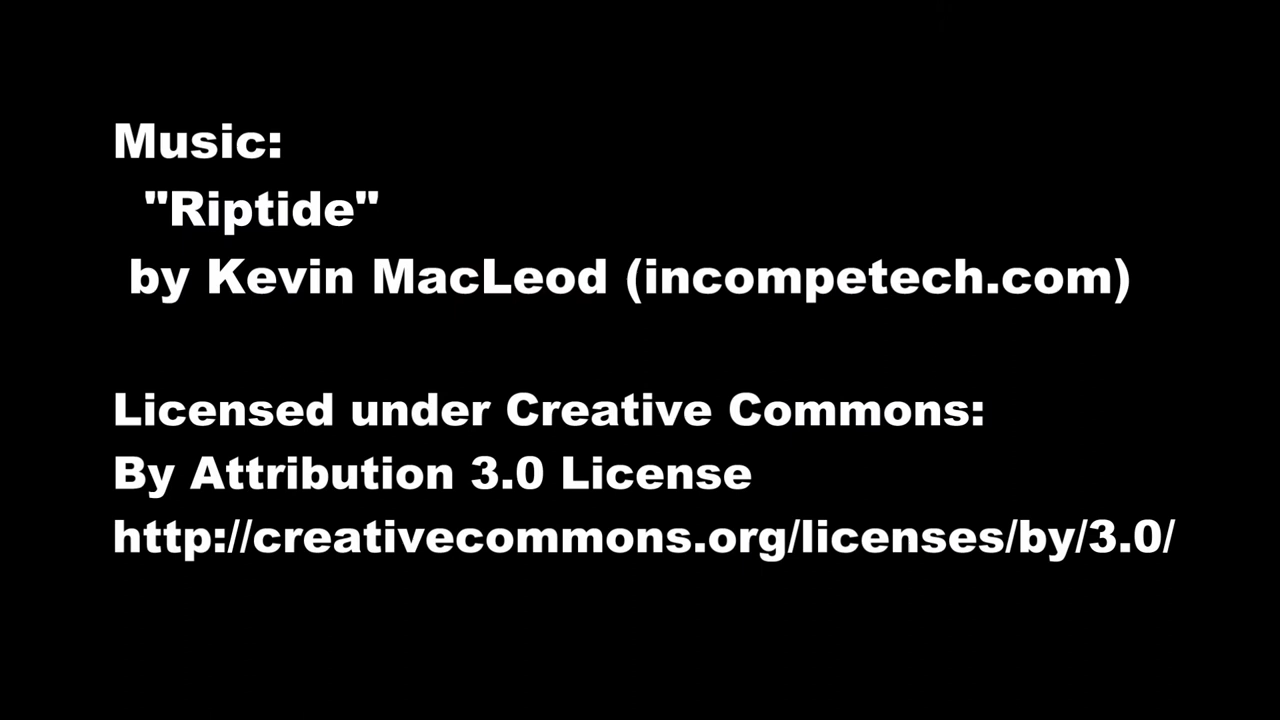 Music:
"Riptide"
by Kevin MacLeod (incompetech.com)
Licensed under Creative Commons:
By Attribution 3.0 License
http://creativecommons.org/licenses/by/3.0/